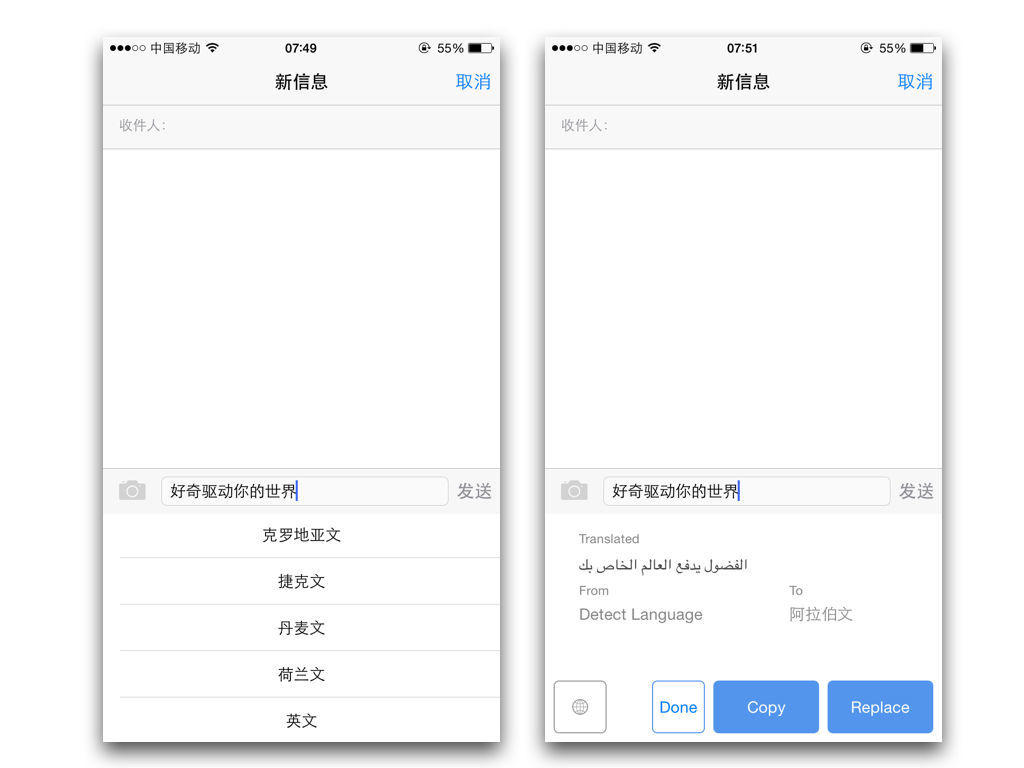 中国移动 07:49 55%
新信息 取消
收件人：
好奇驱动你的世界 发送
克罗地亚文
捷克文
丹麦文
荷兰文
英文
中国移动 07:51 55%
新信息 取消
收件人：
好奇驱动你的世界 发送
Translated
الفضول يدفع العالم الخاص بك
From To
Detect Language 阿拉伯文
Done Copy Replace